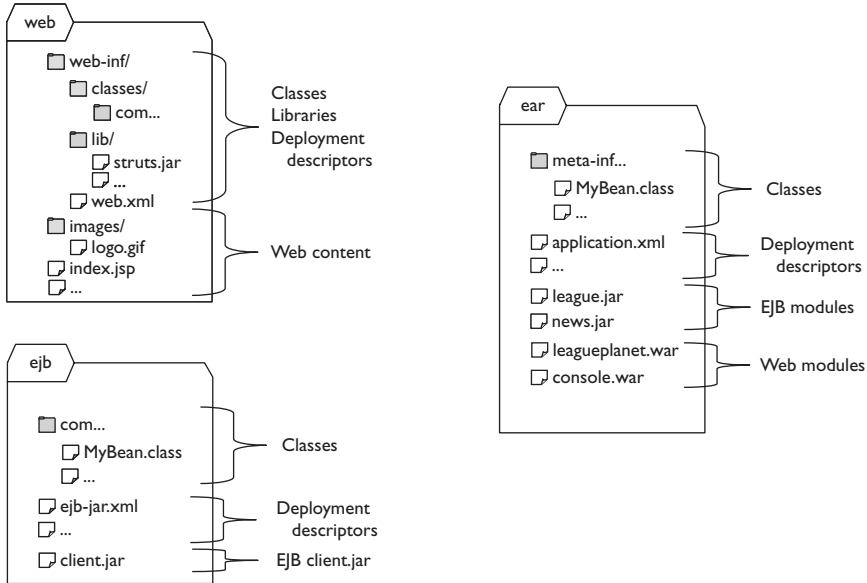 web
web-inf/
classes/
com...
lib/
struts.jar
...
web.xml
images/
logo.gif
index.jsp
...
Classes
Libraries
Deployment
descriptors
Web content
ejb
com...
MyBean.class
...
ejb-jar.xml
...
client.jar
Classes
Deployment
descriptors
EJB client.jar
ear
meta-inf...
MyBean.class
...
application.xml
...
league.jar
news.jar
leagueplanet.war
console.war
Classes
Deployment
descriptors
EJB modules
Web modules